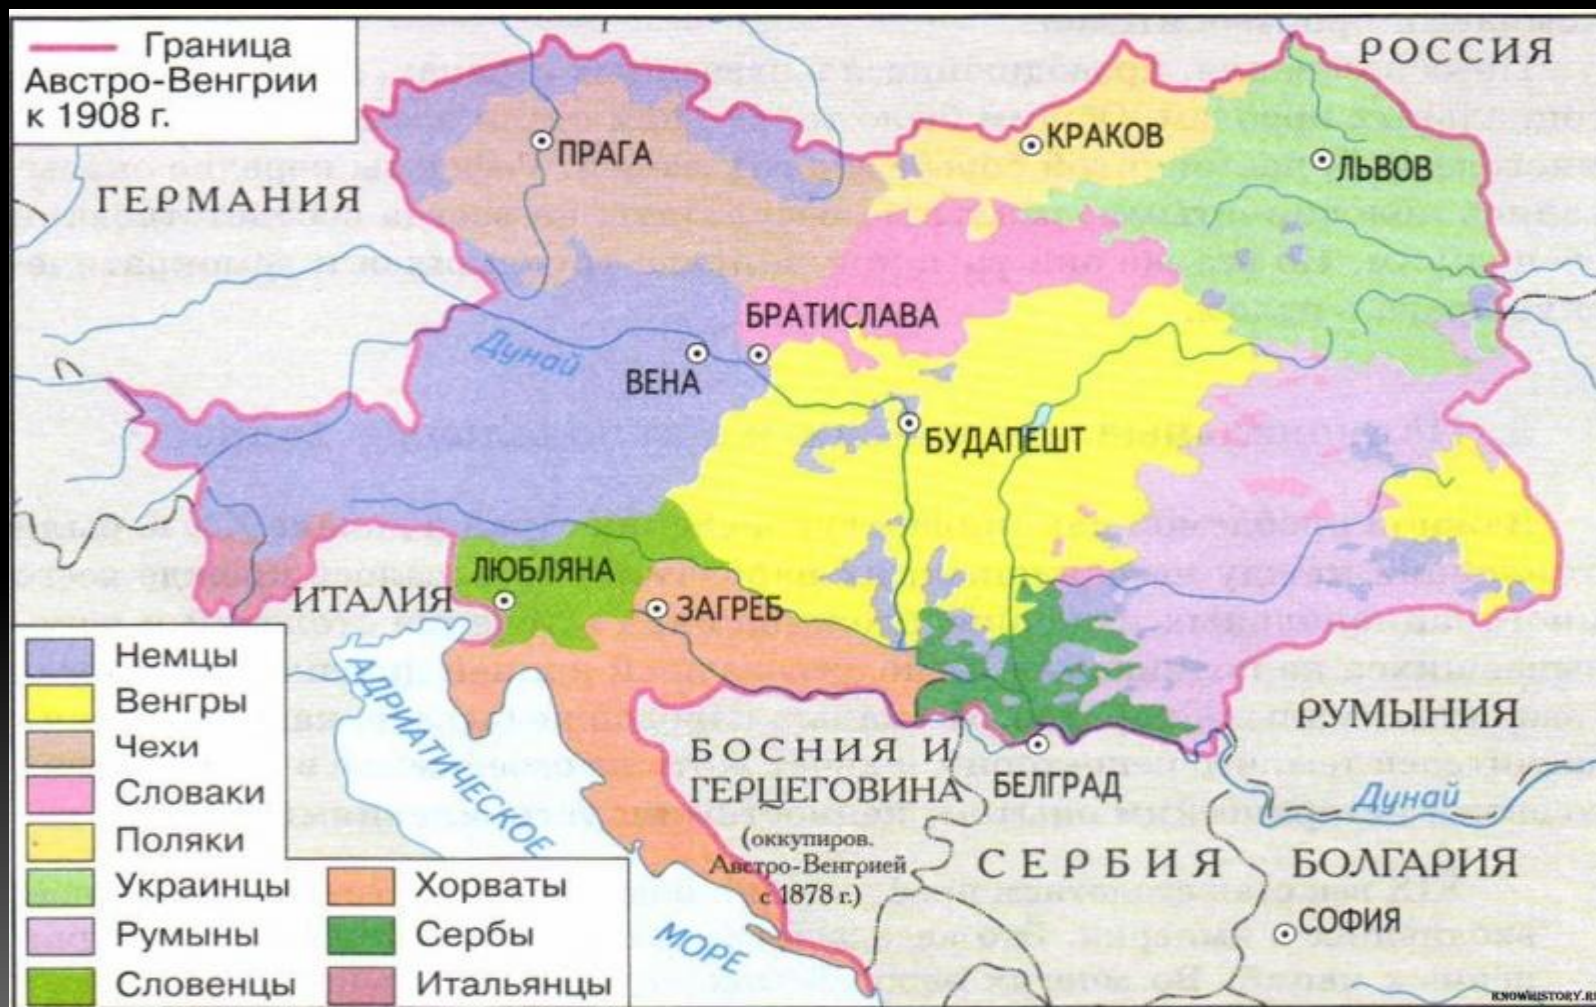 Граница
Австро-Венгрии
к 1908 г.
РОССИЯ
ПРАГА
КРАКОВ
ЛЬВОВ
ГЕРМАНИЯ
БРАТИСЛАВА
Дунай
ВЕНА
БУДАПЕШТ
ЛЮБЛЯНА
ИТАЛИЯ
ЗАГРЕБ
АДРИАТИЧЕСКОЕ
МОРЕ
БОСНИЯ И
ГЕРЦЕГОВИНА
(оккупиров.
Австро-Венгрией
с 1878 г.)
БЕЛГРАД
РУМЫНИЯ
Дунай
СЕРБИЯ
БОЛГАРИЯ
СОФИЯ
Немцы
Венгры
Чехи
Словаки
Поляки
Украинцы
Румыны
Словенцы
Хорваты
Сербы
Итальянцы